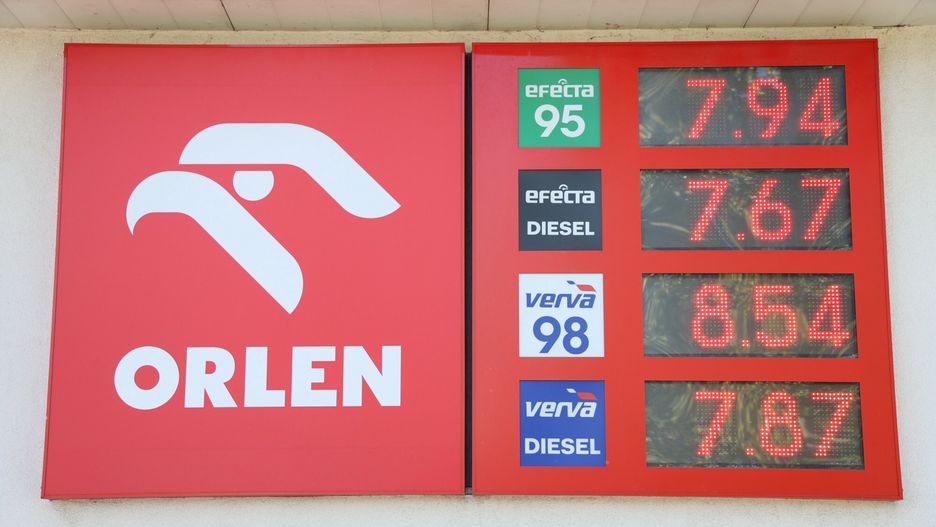 ORLEN
efecta
95
7.94
efecta
DIESEL
7.67
verva
98
8.54
verva
DIESEL
7.87